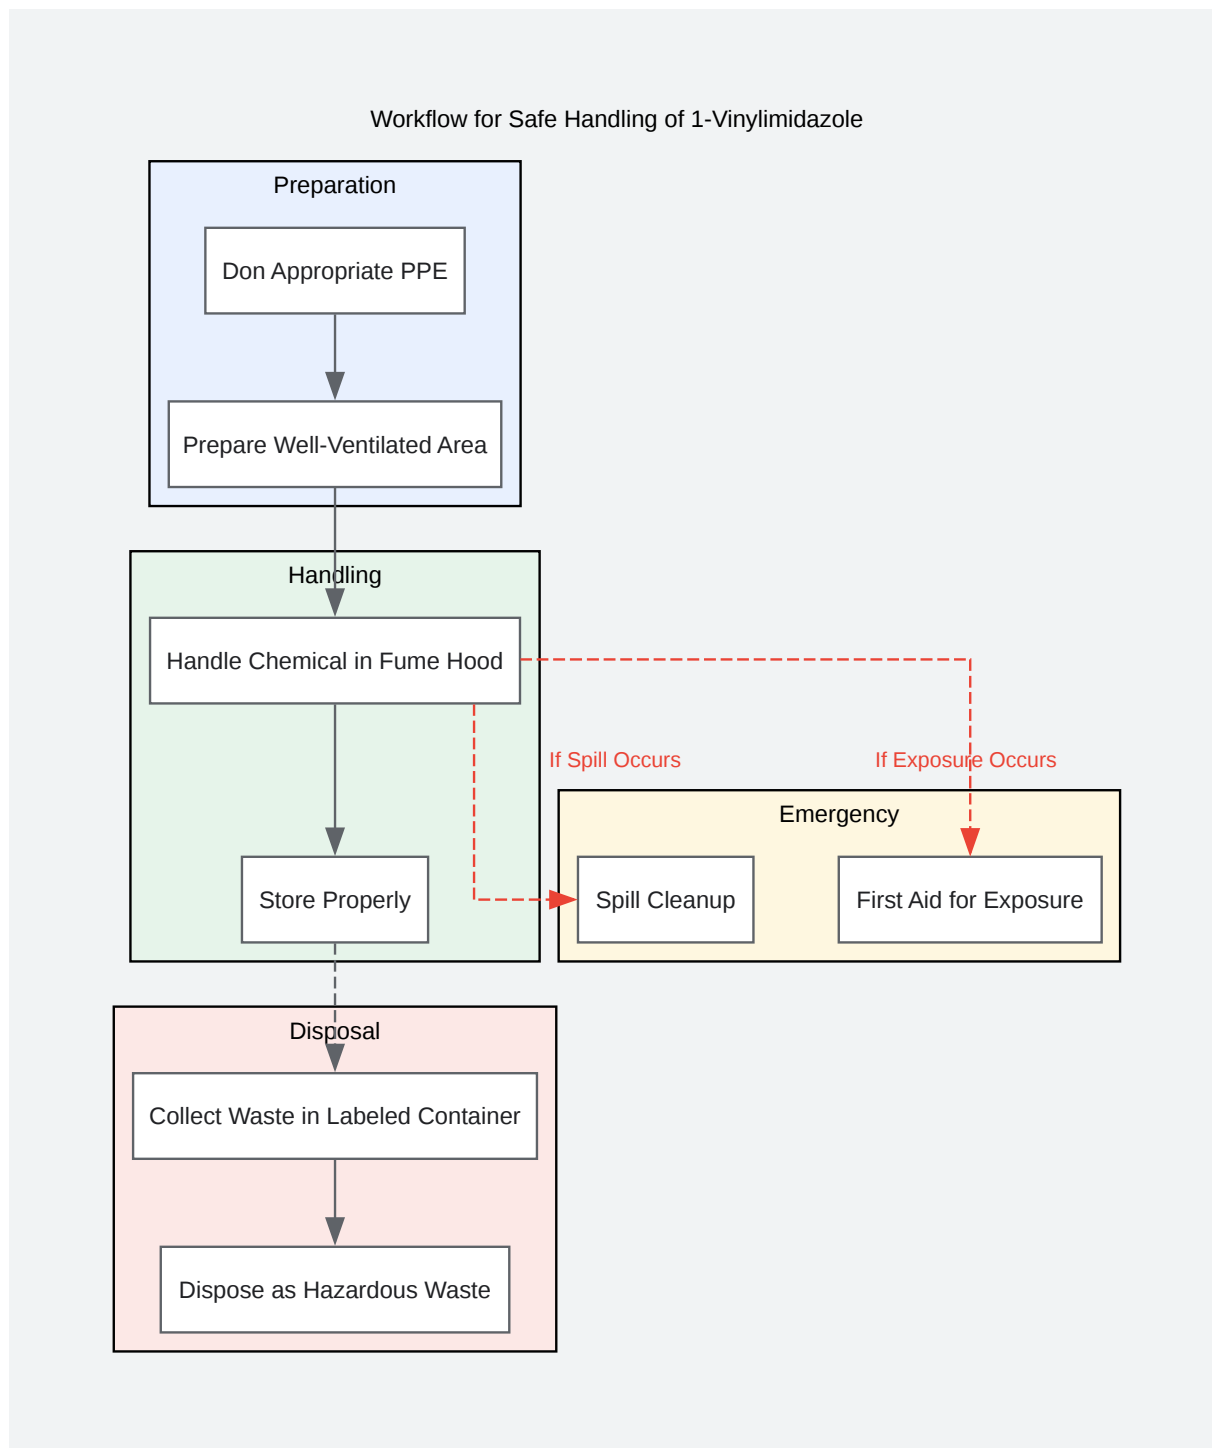 Workflow for Safe Handling of 1-Vinylimidazole
Preparation
Don Appropriate PPE
Prepare Well-Ventilated Area
Handling
Handle Chemical in Fume Hood
If Spill Occurs
If Exposure Occurs
Emergency
Store Properly
Spill Cleanup
First Aid for Exposure
Disposal
Collect Waste in Labeled Container
Dispose as Hazardous Waste